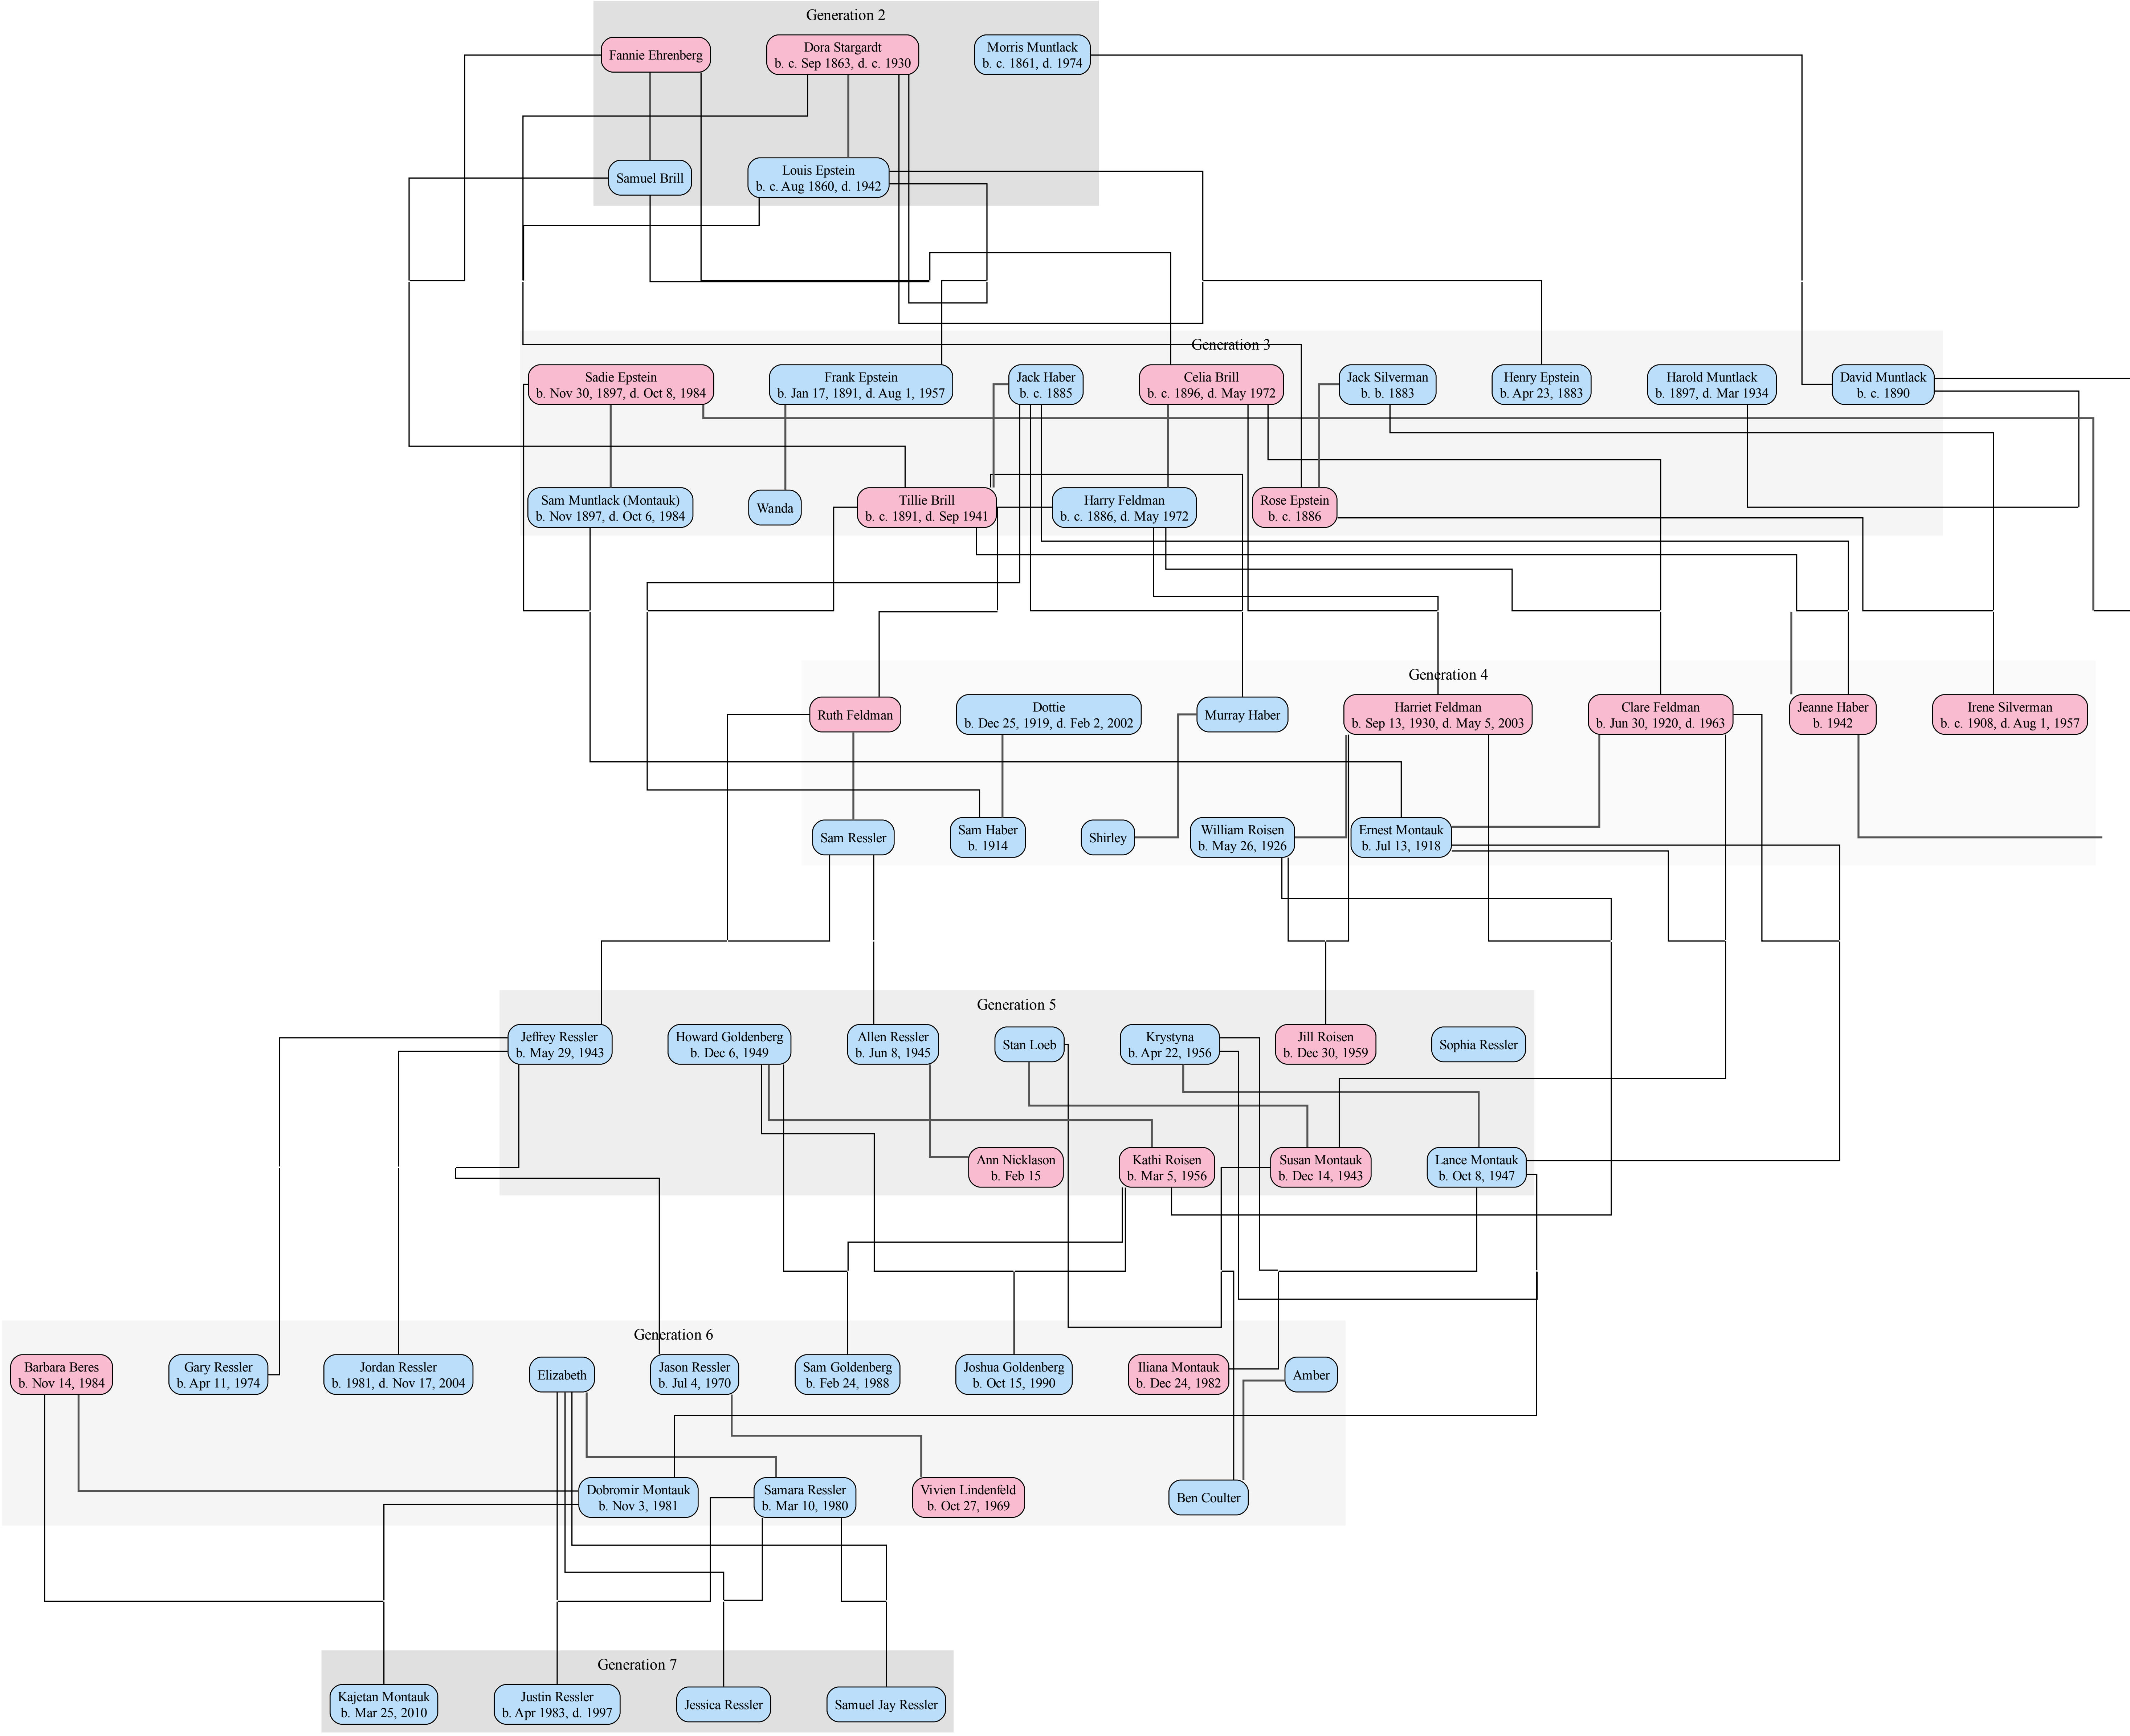 Generation 2
Fannie Ehrenberg
Dora Stargardt
b. c. Sep 1863, d. c. 1930
Morris Muntlack
b. c. 1861, d. 1974
Samuel Brill
Louis Epstein
b. c. Aug 1860, d. 1942
Generation 3
Sadie Epstein
b. Nov 30, 1897, d. Oct 8, 1984
Frank Epstein
b. Jan 17, 1891, d. Aug 1, 1957
Jack Haber
b. c. 1885
Celia Brill
b. c. 1896, d. May 1972
Jack Silverman
b. b. 1883
Henry Epstein
b. Apr 23, 1883
Harold Muntlack
b. 1897, d. Mar 1934
David Muntlack
b. c. 1890
Sam Muntlack (Montauk)
b. Nov 1897, d. Oct 6, 1984
Wanda
Tillie Brill
b. c. 1891, d. Sep 1941
Harry Feldman
b. c. 1886, d. May 1972
Rose Epstein
b. c. 1886
Generation 4
Ruth Feldman
Dottie
b. Dec 25, 1919, d. Feb 2, 2002
Murray Haber
Harriet Feldman
b. Sep 13, 1930, d. May 5, 2003
Clare Feldman
b. Jun 30, 1920, d. 1963
Jeanne Haber
b. 1942
Irene Silverman
b. c. 1908, d. Aug 1, 1957
Sam Ressler
Sam Haber
b. 1914
Shirley
William Roisen
b. May 26, 1926
Ernest Montauk
b. Jul 13, 1918
Generation 5
Jeffrey Ressler
b. May 29, 1943
Howard Goldenberg
b. Dec 6, 1949
Allen Ressler
b. Jun 8, 1945
Stan Loeb
Krystyna
b. Apr 22, 1956
Jill Roisen
b. Dec 30, 1959
Sophia Ressler
Ann Nicklason
b. Feb 15
Kathi Roisen
b. Mar 5, 1956
Susan Montauk
b. Dec 14, 1943
Lance Montauk
b. Oct 8, 1947
Generation 6
Barbara Beres
b. Nov 14, 1984
Gary Ressler
b. Apr 11, 1974
Jordan Ressler
b. 1981, d. Nov 17, 2004
Elizabeth
Jason Ressler
b. Jul 4, 1970
Sam Goldenberg
b. Feb 24, 1988
Joshua Goldenberg
b. Oct 15, 1990
Iliana Montauk
b. Dec 24, 1982
Amber
Dobromir Montauk
b. Nov 3, 1981
Samara Ressler
b. Mar 10, 1980
Vivien Lindenfeld
b. Oct 27, 1969
Ben Coulter
Generation 7
Kajetan Montauk
b. Mar 25, 2010
Justin Ressler
b. Apr 1983, d. 1997
Jessica Ressler
Samuel Jay Ressler